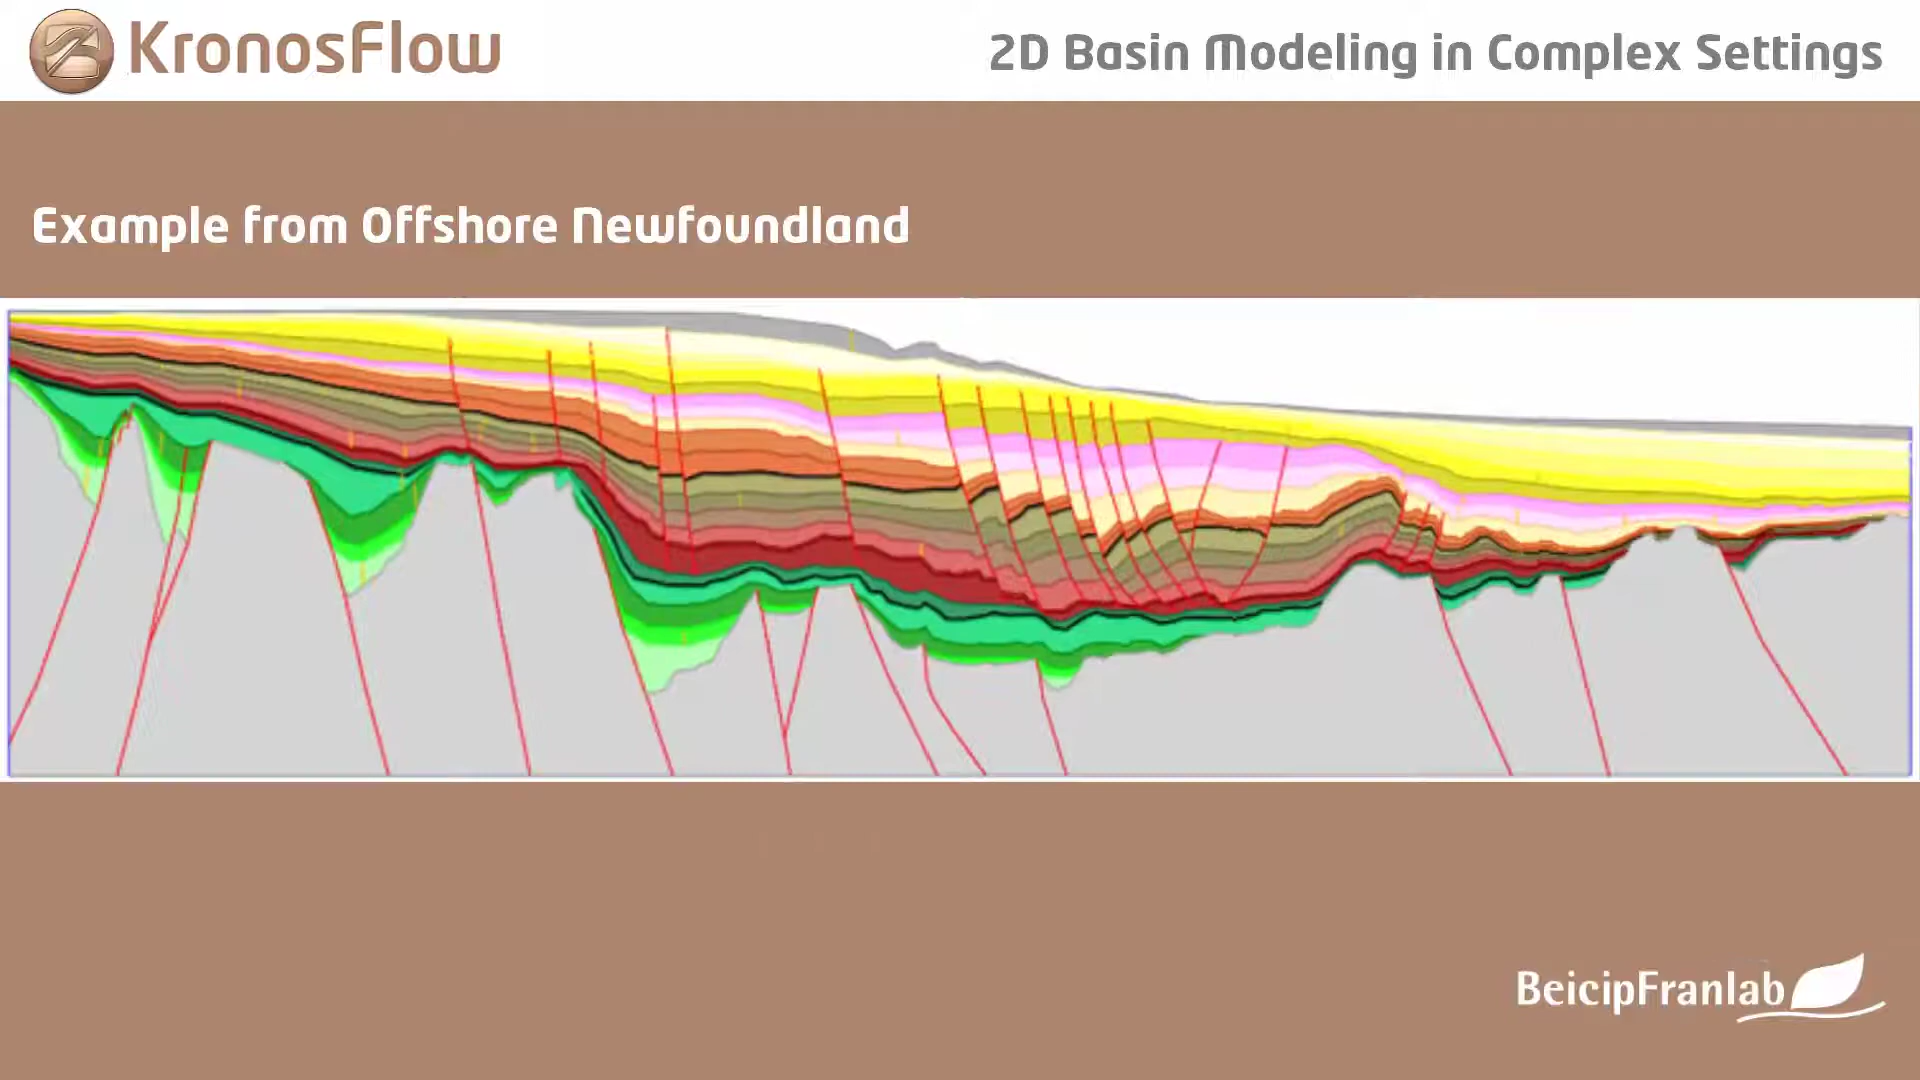 KronosFlow
2D Basin Modeling in Complex Settings
Example from Offshore Newfoundland
BeicipFranlab